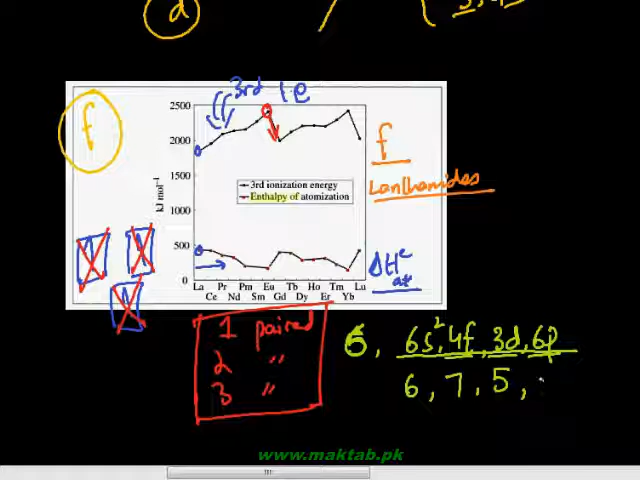 d
3rd I e
f
2500
2000
1500
1000
500
0
kJ mol⁻¹
3rd ionization energy
Enthalpy of atomization
La Pr Pm Eu Tb Ho Tm Lu
Ce Nd Sm Gd Dy Er Yb
f
Lanthanides
ΔH°at
1 paired
2 "
3 "
6, 6s², 4f, 3d, 6p
6, 7, 5,
www.maktab.pk